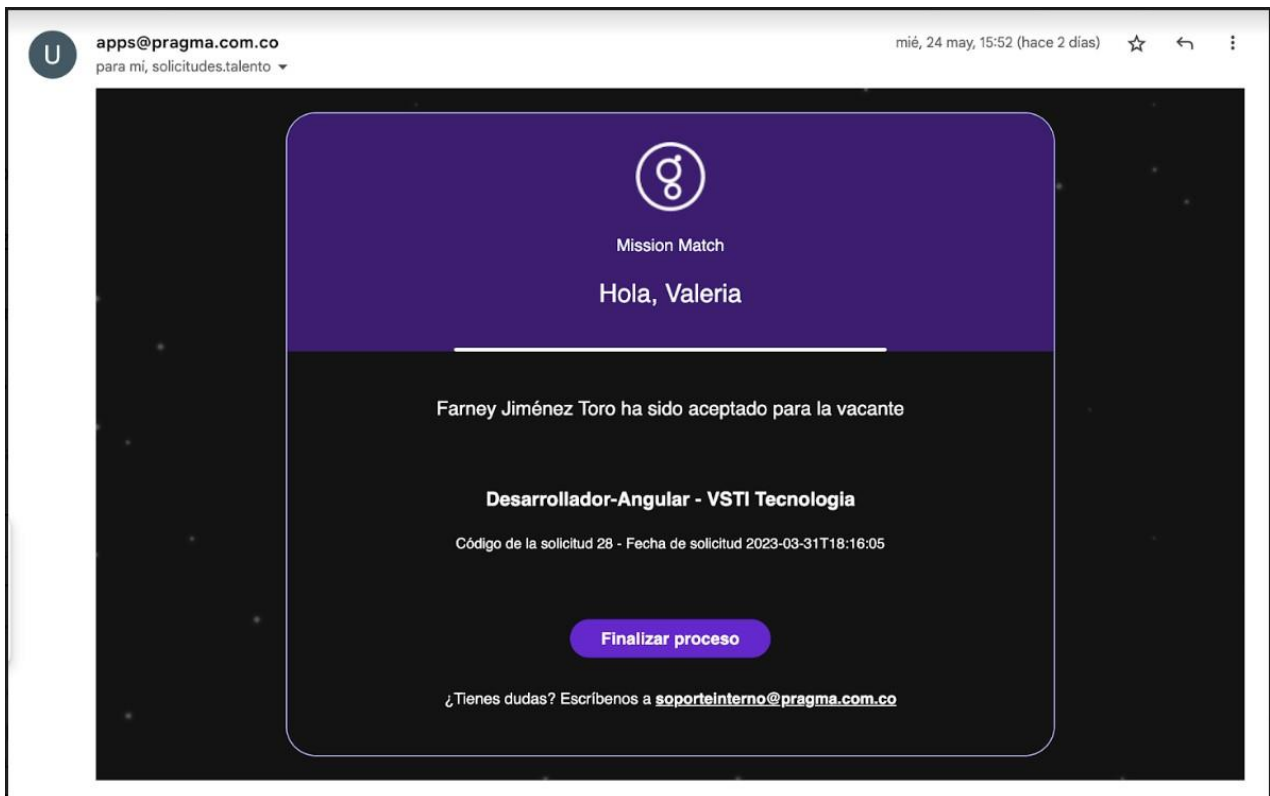 U
apps@pragma.com.co
mié, 24 may, 15:52 (hace 2 días)
para mí, solicitudes.talento
Mission Match
Hola, Valeria
Farney Jiménez Toro ha sido aceptado para la vacante
Desarrollador-Angular - VSTI Tecnologia
Código de la solicitud 28 - Fecha de solicitud 2023-03-31T18:16:05
Finalizar proceso
¿Tienes dudas? Escríbenos a soporteinterno@pragma.com.co